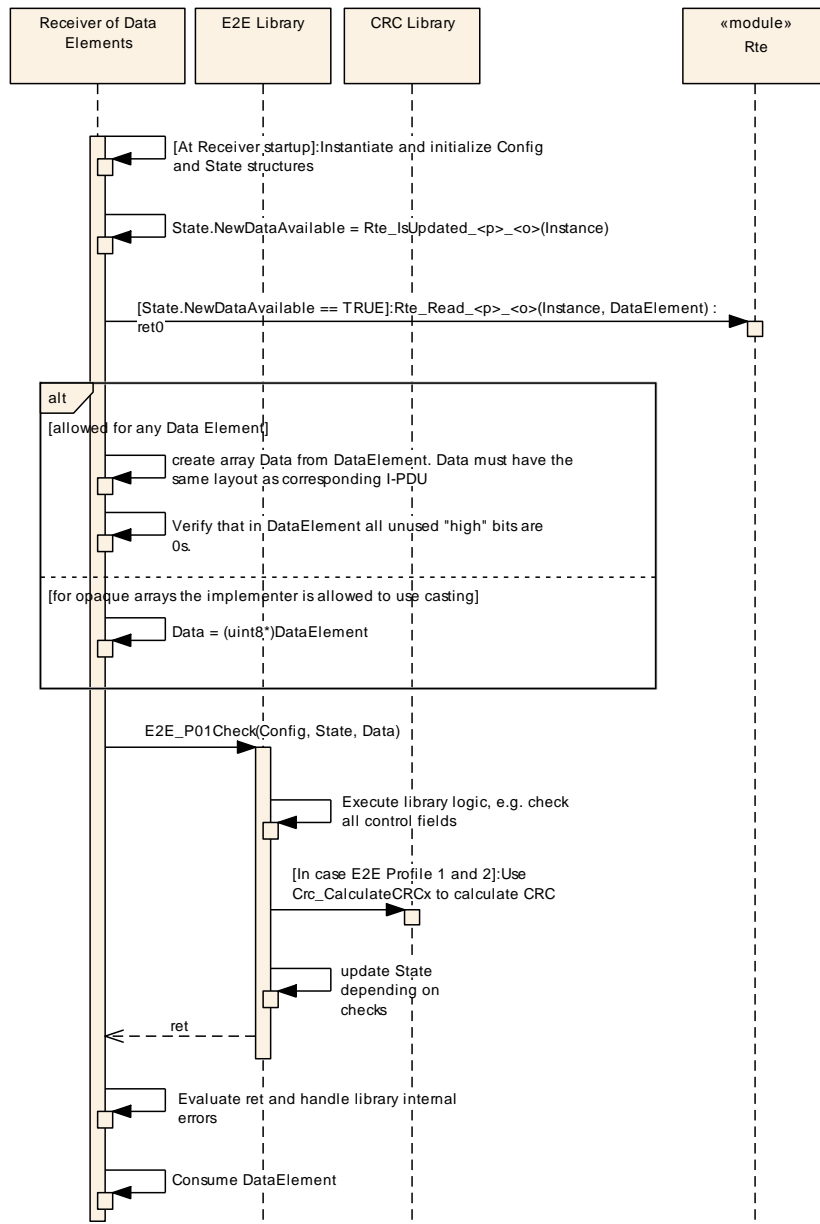 Receiver of Data
Elements
E2E Library
CRC Library
«module»
Rte
[At Receiver startup]:Instantiate and initialize Config
and State structures
State.NewDataAvailable = Rte_IsUpdated_<p>_<o>(Instance)
[State.NewDataAvailable == TRUE]:Rte_Read_<p>_<o>(Instance, DataElement) :
ret0
alt
[allowed for any Data Element]
create array Data from DataElement. Data must have the
same layout as corresponding I-PDU
Verify that in DataElement all unused "high" bits are
0s.
[for opaque arrays the implementer is allowed to use casting]
Data = (uint8*)DataElement
E2E_P01Check(Config, State, Data)
Execute library logic, e.g. check
all control fields
[In case E2E Profile 1 and 2]:Use
Crc_CalculateCRCx to calculate CRC
update State
depending on
checks
ret
Evaluate ret and handle library internal
errors
Consume DataElement